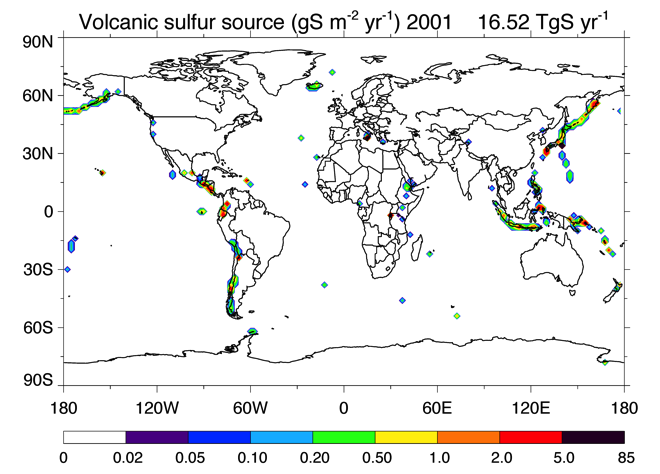 Volcanic sulfur source (gS m⁻² yr⁻¹) 2001 16.52 TgS yr⁻¹
90N
60N
30N
0
30S
60S
90S
180 120W 60W 0 60E 120E 180
0 0.02 0.05 0.10 0.20 0.50 1.0 2.0 5.0 85